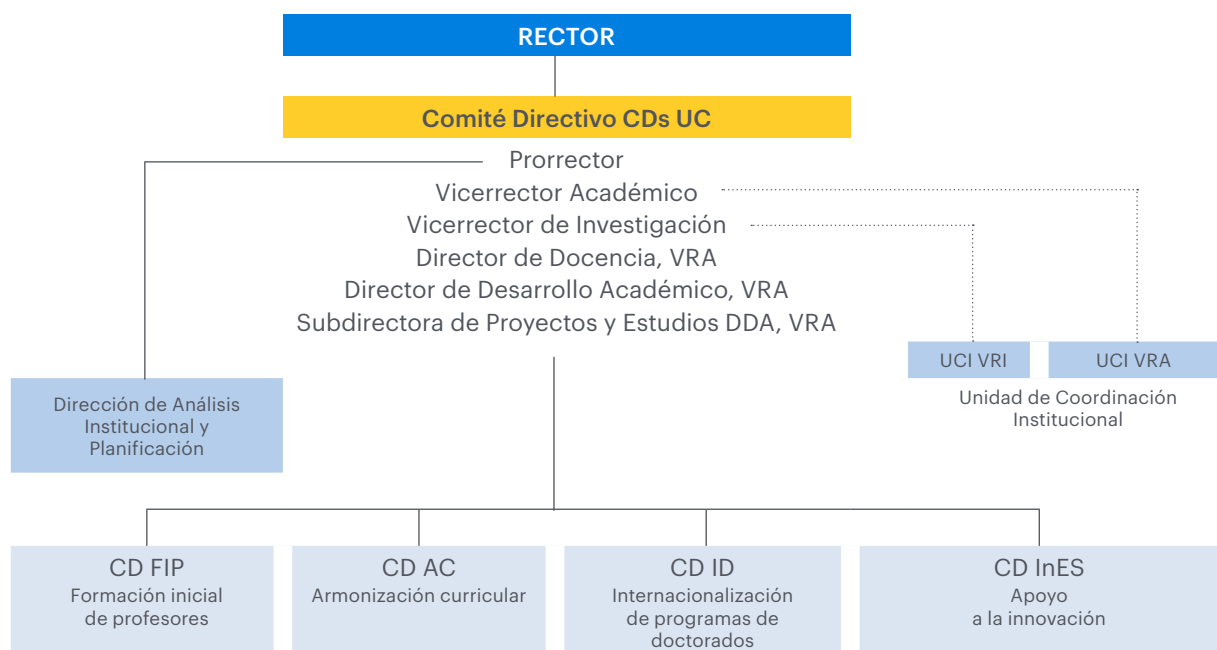 RECTOR
Comité Directivo CDs UC
Prorrector
Vicerrector Académico
Vicerrector de Investigación
Director de Docencia, VRA
Director de Desarrollo Académico, VRA
Subdirectora de Proyectos y Estudios DDA, VRA
UCI VRI
UCI VRA
Unidad de Coordinación
Institucional
Dirección de Análisis
Institucional y
Planificación
CD FIP
Formación inicial
de profesores
CD AC
Armonización curricular
CD ID
Internacionalización
de programas de
doctorados
CD InES
Apoyo
a la innovación